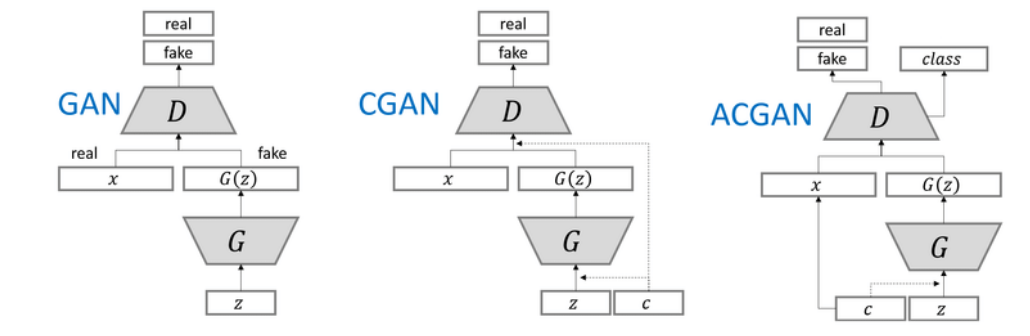 real
fake
GAN
D
real
fake
x
G(z)
G
z
real
fake
CGAN
D
x
G(z)
G
z
c
real
fake
class
ACGAN
D
x
G(z)
G
c
z